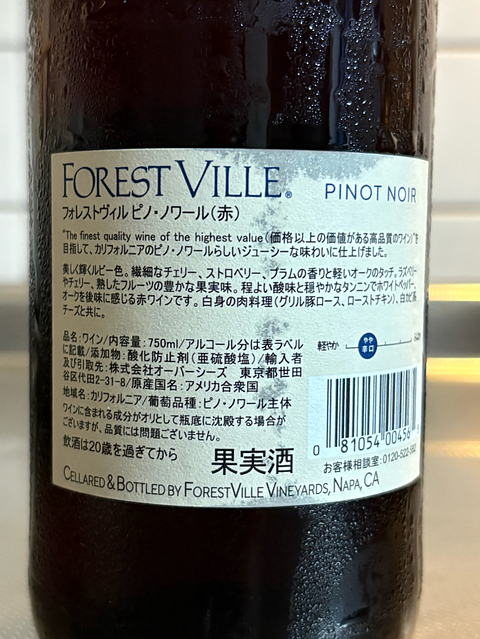 FOREST VILLE®
PINOT NOIR
フォレストヴィル ピノ・ノワール(赤)
"The finest quality wine of the highest value(価格以上の価値がある高品質のワイン)"を
目指して、カリフォルニアのピノ・ノワールらしいジューシーな味わいに仕上げました。
美しく輝くルビー色。繊細なチェリー、ストロベリー、プラムの香りと軽いオークのタッチ。ラズベリー
やチェリー、熟したフルーツの豊かな果実味。程よい酸味と穏やかなタンニンでホワイトペッパー、
オークを後味に感じる赤ワインです。白身の肉料理(グリル豚ロース、ローストチキン)、白カビ系
チーズと共に。
品名:ワイン/内容量:750ml/アルコール分は表ラベル
に記載/添加物:酸化防止剤(亜硫酸塩)/輸入者
及び引取先:株式会社オーバーシーズ 東京都世田
谷区代田2-31-8/原産国名:アメリカ合衆国
地域名:カリフォルニア/葡萄品種:ピノ・ノワール主体
ワインに含まれる成分がオリとして瓶底に沈殿する場合が
ございますが、品質には問題ございません。
飲酒は20歳を過ぎてから
果実酒
軽やか
やや
辛口
0 81054 00456
お客様相談室:0120-522-582
CELLARED & BOTTLED BY FORESTVILLE VINEYARDS, NAPA, CA